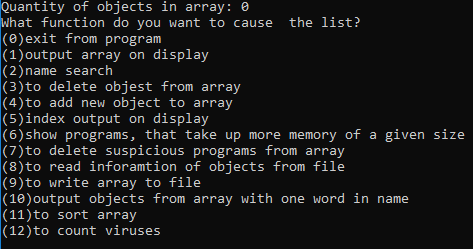 Quantity of objects in array: 0
What function do you want to cause  the list?
(0)exit from program
(1)output array on display
(2)name search
(3)to delete objest from array
(4)to add new object to array
(5)index output on display
(6)show programs, that take up more memory of a given size
(7)to delete suspicious programs from array
(8)to read inforamtion of objects from file
(9)to write array to file
(10)output objects from array with one word in name
(11)to sort array
(12)to count viruses